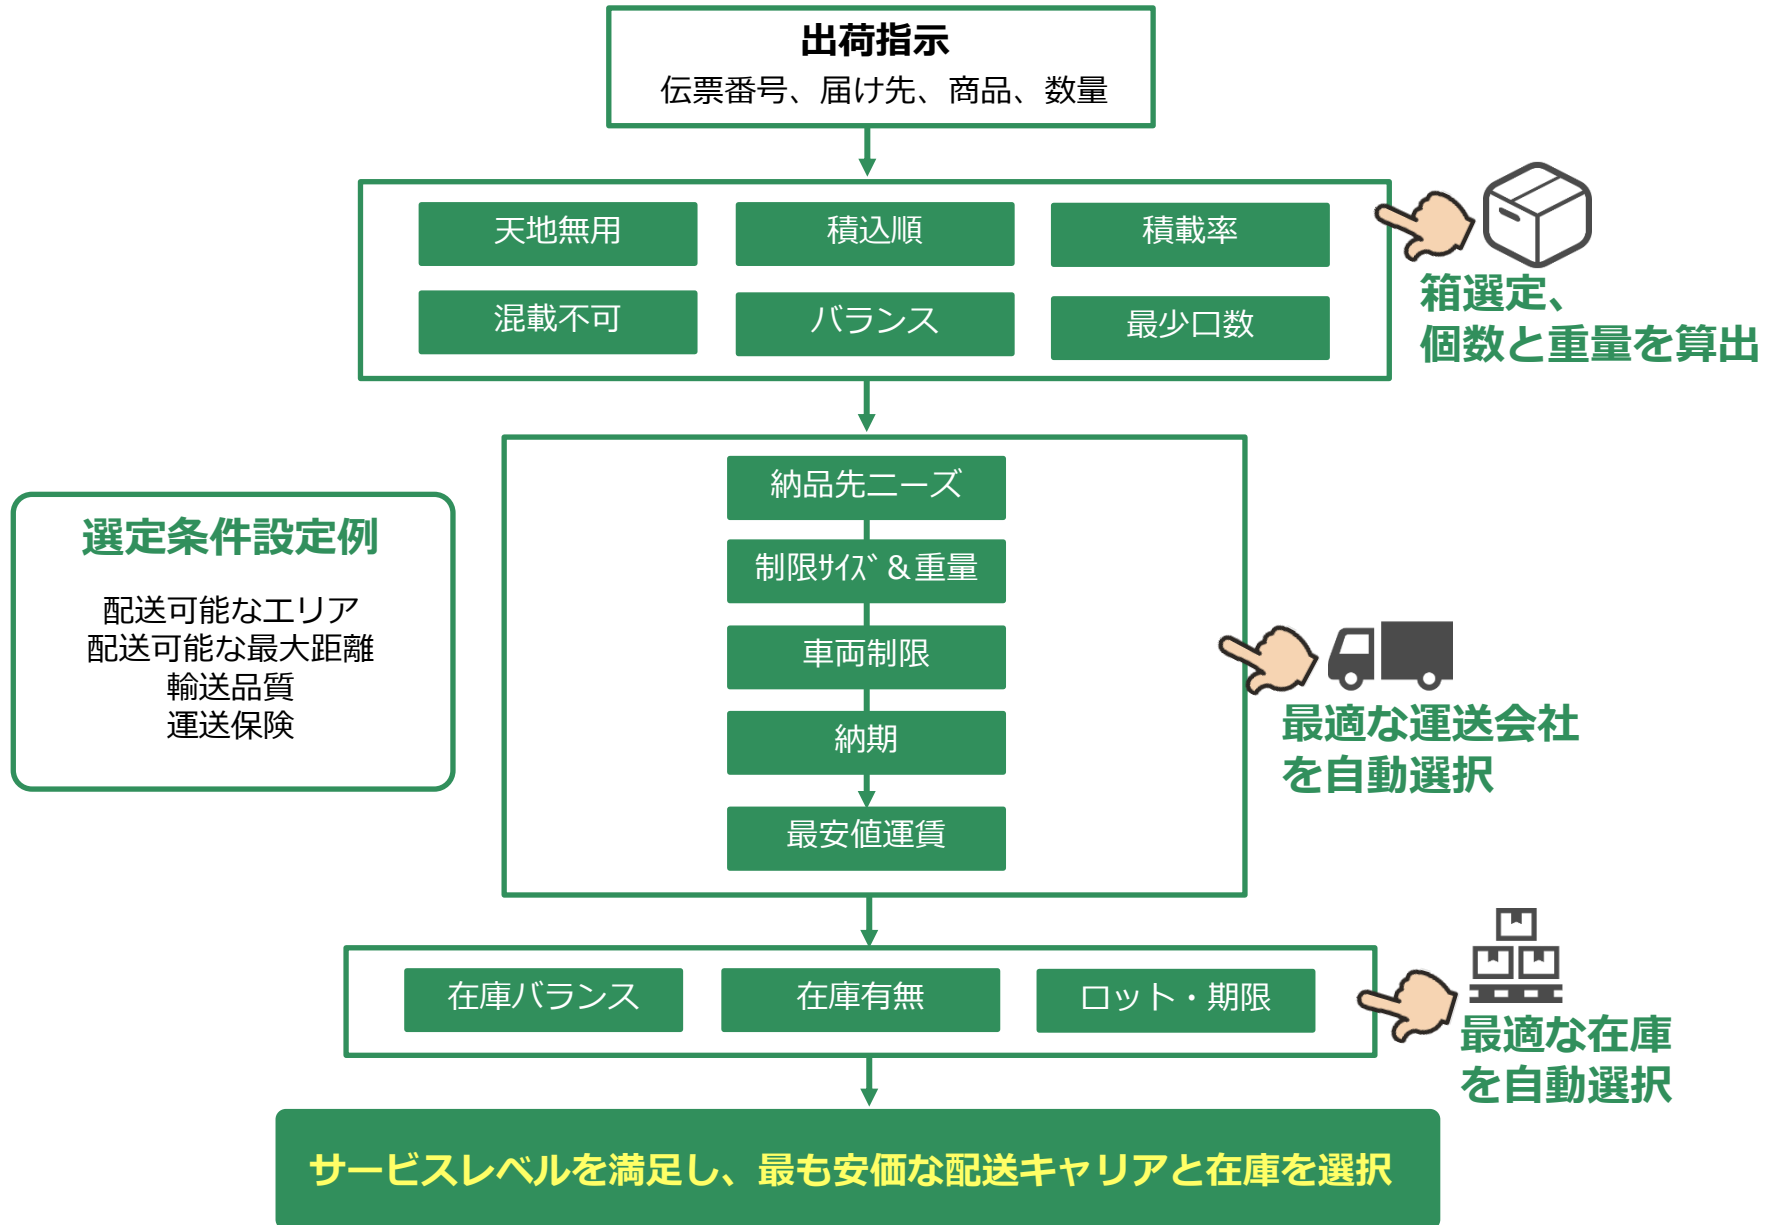 出荷指示
伝票番号、届け先、商品、数量
天地無用
積込順
積載率
混載不可
バランス
最少口数
箱選定、
個数と重量を算出
納品先ニーズ
制限ｻｲｽﾞ＆重量
車両制限
納期
最安値運賃
選定条件設定例
配送可能なエリア
配送可能な最大距離
輸送品質
運送保険
最適な運送会社
を自動選択
在庫バランス
在庫有無
ロット・期限
最適な在庫
を自動選択
サービスレベルを満足し、最も安価な配送キャリアと在庫を選択